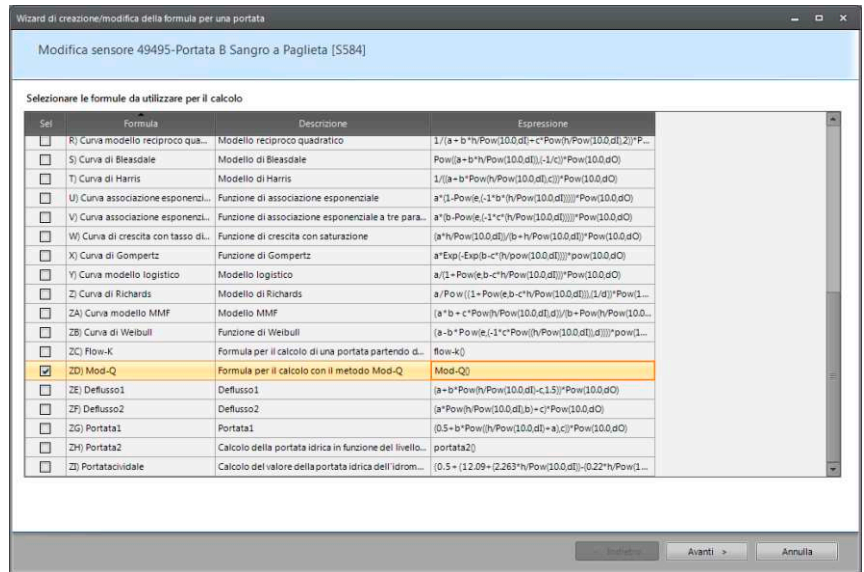 Wizard di creazione/modifica della formula per una portata
Modifica sensore 49495-Portata B Sangro a Paglieta [S584]
Selezionare le formule da utilizzare per il calcolo
Sel Formula Descrizione Espressione
R) Curva modello reciproco qua... Modello reciproco quadratico 1/(a+b*h/Pow(10.0,dI)+c*Pow(h/Pow(10.0,dI),2))*P...
S) Curva di Bleasdale Modello di Bleasdale Pow((a+b*h/Pow(10.0,dI)),(-1/c))*Pow(10.0,dO)
T) Curva di Harris Modello di Harris 1/((a+b*Pow(h/Pow(10.0,dI),c)))*Pow(10.0,dO)
U) Curva associazione esponenzi... Funzione di associazione esponenziale a*(1-Pow(e,(-1*b*(h/Pow(10.0,dI)))))*Pow(10.0,dO)
V) Curva associazione esponenzi... Funzione di associazione esponenziale a tre para... a*(b-Pow(e,(-1*c*(h/Pow(10.0,dI)))))*Pow(10.0,dO)
W) Curva di crescita con tasso di... Funzione di crescita con saturazione (a*h/Pow(10.0,dI))/(b+h/Pow(10.0,dI))*Pow(10.0,dO)
X) Curva di Gompertz Funzione di Gompertz a*Exp(-Exp(b-c*(h/pow(10.0,dI))))*pow(10.0,dO)
Y) Curva modello logistico Modello logistico a/(1+Pow(e,b-c*h/Pow(10.0,dI)))*Pow(10.0,dO)
Z) Curva di Richards Modello di Richards a/Pow((1+Pow(e,b-c*h/Pow(10.0,dI))),(1/d))*Pow(1...
ZA) Curva modello MMF Modello MMF (a*b+c*Pow(h/Pow(10.0,dI),d))/(b+Pow(h/Pow(10.0...
ZB) Curva di Weibull Funzione di Weibull (a-b*Pow(e,(-1*c*Pow((h/Pow(10.0,dI)),d))))*pow(1...
ZC) Flow-K Formula per il calcolo di una portata partendo d... flow-k()
ZD) Mod-Q Formula per il calcolo con il metodo Mod-Q Mod-Q()
ZE) Deflusso1 Deflusso1 (a+b*Pow(h/Pow(10.0,dI)-c,1.5))*Pow(10.0,dO)
ZF) Deflusso2 Deflusso2 (a*Pow(h/Pow(10.0,dI),b)+c)*Pow(10.0,dO)
ZG) Portata1 Portata1 (0.5+b*Pow((h/Pow(10.0,dI)+a),c))*Pow(10.0,dO)
ZH) Portata2 Calcolo della portata idrica in funzione del livello... portata2()
ZI) Portatacividale Calcolo del valore della portata idrica dell'idrom... (0.5+(12.09+(2.263*h/Pow(10.0,dI))-(0.22*h/Pow(1...
< Indietro Avanti > Annulla